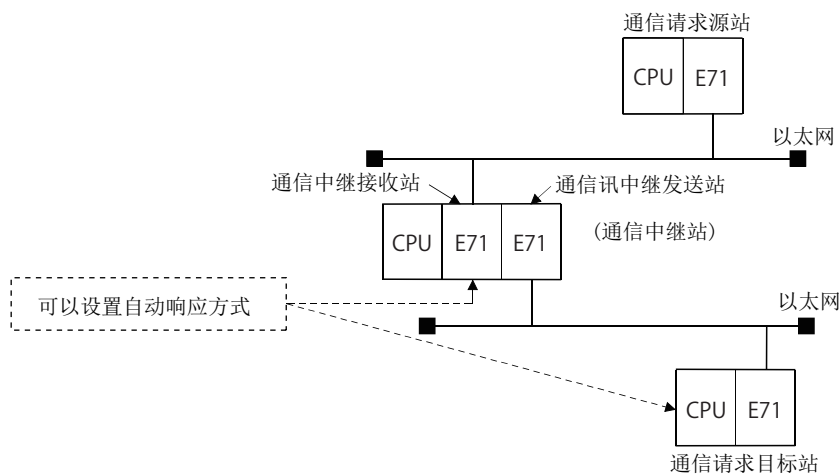 通信请求源站
CPU E71
以太网
通信中继接收站
通信讯中继发送站
CPU E71 E71
(通信中继站)
可以设置自动响应方式
以太网
CPU E71
通信请求目标站